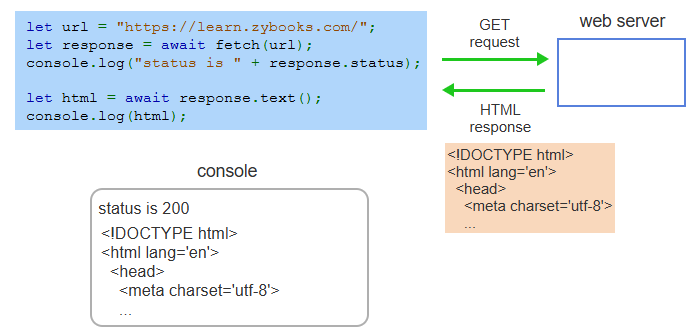 let url = "https://learn.zybooks.com/";
let response = await fetch(url);
console.log("status is " + response.status);
let html = await response.text();
console.log(html);
GET
request
web server
HTML
response
<!DOCTYPE html>
<html lang='en'>
<head>
<meta charset='utf-8'>
...
console
status is 200
<!DOCTYPE html>
<html lang='en'>
<head>
<meta charset='utf-8'>
...